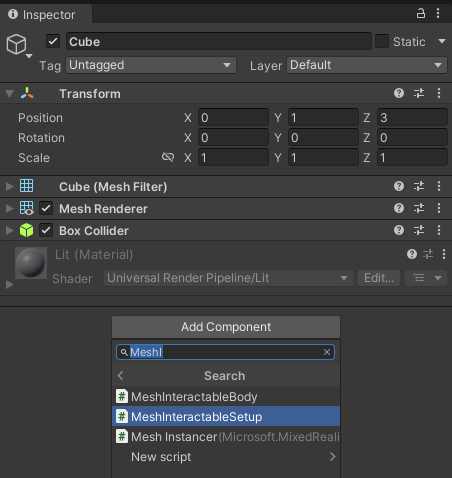 Inspector
Cube
Static
Tag Untagged Layer Default
Transform
Position X 0 Y 1 Z 3
Rotation X 0 Y 0 Z 0
Scale X 1 Y 1 Z 1
Cube (Mesh Filter)
Mesh Renderer
Box Collider
Lit (Material)
Shader Universal Render Pipeline/Lit Edit...
Add Component
MeshI
Search
# MeshInteractableBody
# MeshInteractableSetup
# Mesh Instancer (Microsoft.MixedReali
New script